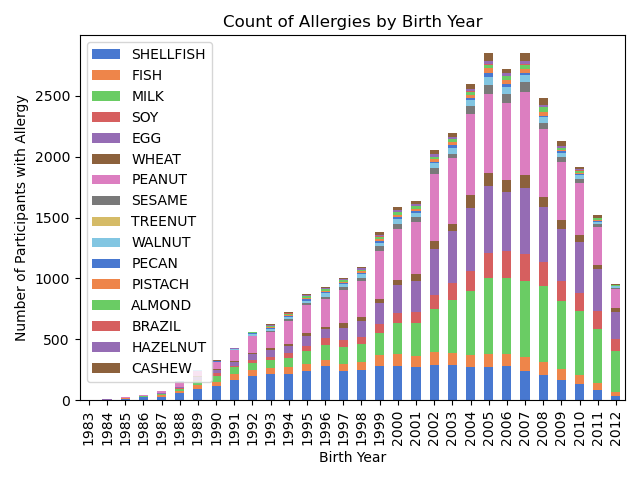 Count of Allergies by Birth Year
Number of Participants with Allergy
2500
2000
1500
1000
500
0
SHELLFISH
FISH
MILK
SOY
EGG
WHEAT
PEANUT
SESAME
TREENUT
WALNUT
PECAN
PISTACH
ALMOND
BRAZIL
HAZELNUT
CASHEW
1983
1984
1985
1986
1987
1988
1989
1990
1991
1992
1993
1994
1995
1996
1997
1998
1999
2000
2001
2002
2003
2004
2005
2006
2007
2008
2009
2010
2011
2012
Birth Year